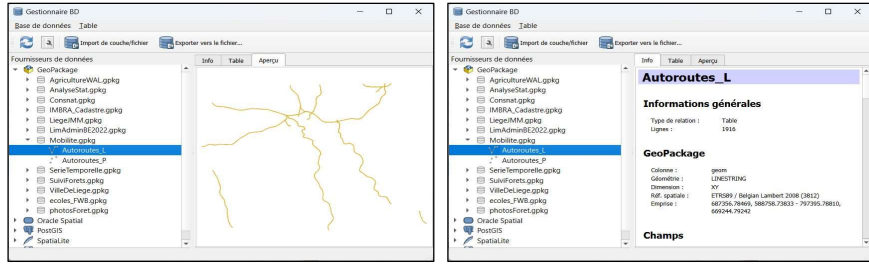 Gestionnaire BD
Base de données Table
Import de couche/fichier Exporter vers le fichier...
Fournisseurs de données
Info Table Aperçu
GeoPackage
AgricultureWAL.gpkg
AnalyseStat.gpkg
Consnat.gpkg
IMBRA_Cadastre.gpkg
LiegeJMM.gpkg
LimAdminBE2022.gpkg
Mobilite.gpkg
Autoroutes_L
Autoroutes_P
SerieTemporelle.gpkg
SuiviForets.gpkg
VilleDeLiege.gpkg
ecoles_FWB.gpkg
photosForet.gpkg
Oracle Spatial
PostGIS
SpatiaLite
Gestionnaire BD
Base de données Table
Import de couche/fichier Exporter vers le fichier...
Fournisseurs de données
GeoPackage
AgricultureWAL.gpkg
AnalyseStat.gpkg
Consnat.gpkg
IMBRA_Cadastre.gpkg
LiegeJMM.gpkg
LimAdminBE2022.gpkg
Mobilite.gpkg
Autoroutes_L
Autoroutes_P
SerieTemporelle.gpkg
SuiviForets.gpkg
VilleDeLiege.gpkg
ecoles_FWB.gpkg
photosForet.gpkg
Oracle Spatial
PostGIS
SpatiaLite
Info Table Aperçu
Autoroutes_L
Informations générales
Type de relation : Table
Lignes : 1916
GeoPackage
Colonne : geom
Géométrie : LINESTRING
Dimension : XY
Réf. spatiale : ETRS89 / Belgian Lambert 2008 (3812)
Emprise : 687356.78469, 588758.73833 - 797395.78810,
669244.79242
Champs